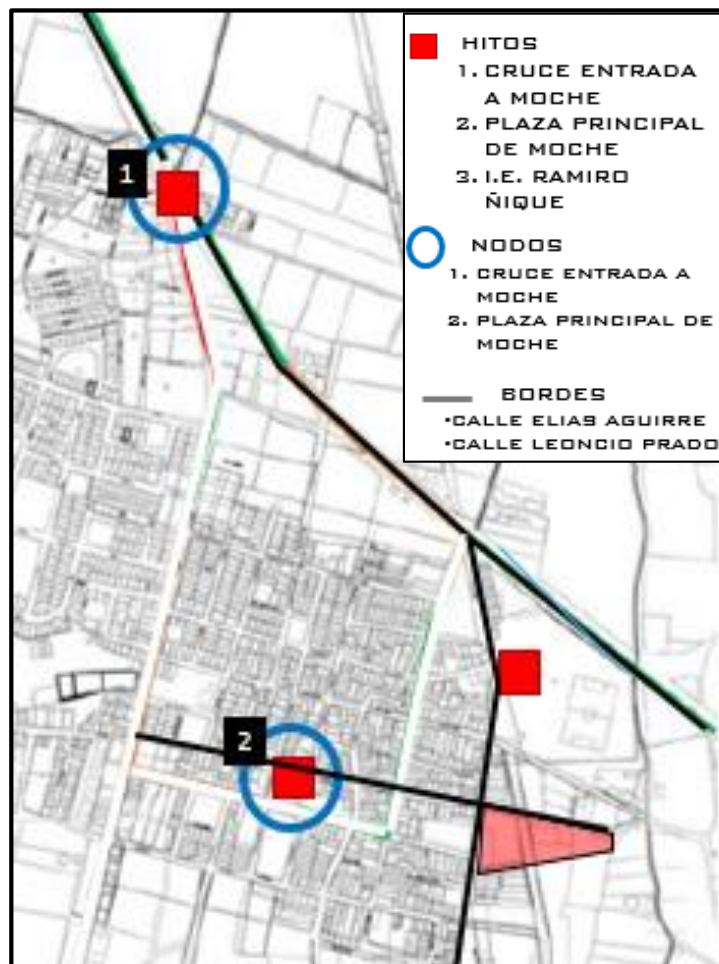 HITOS
1. CRUCE ENTRADA
A MOCHE
2. PLAZA PRINCIPAL
DE MOCHE
3. I.E. RAMIRO
ÑIQUE
NODOS
1. CRUCE ENTRADA A
MOCHE
2. PLAZA PRINCIPAL DE
MOCHE
BORDES
•CALLE ELIAS AGUIRRE
•CALLE LEONCIO PRADO
1
2